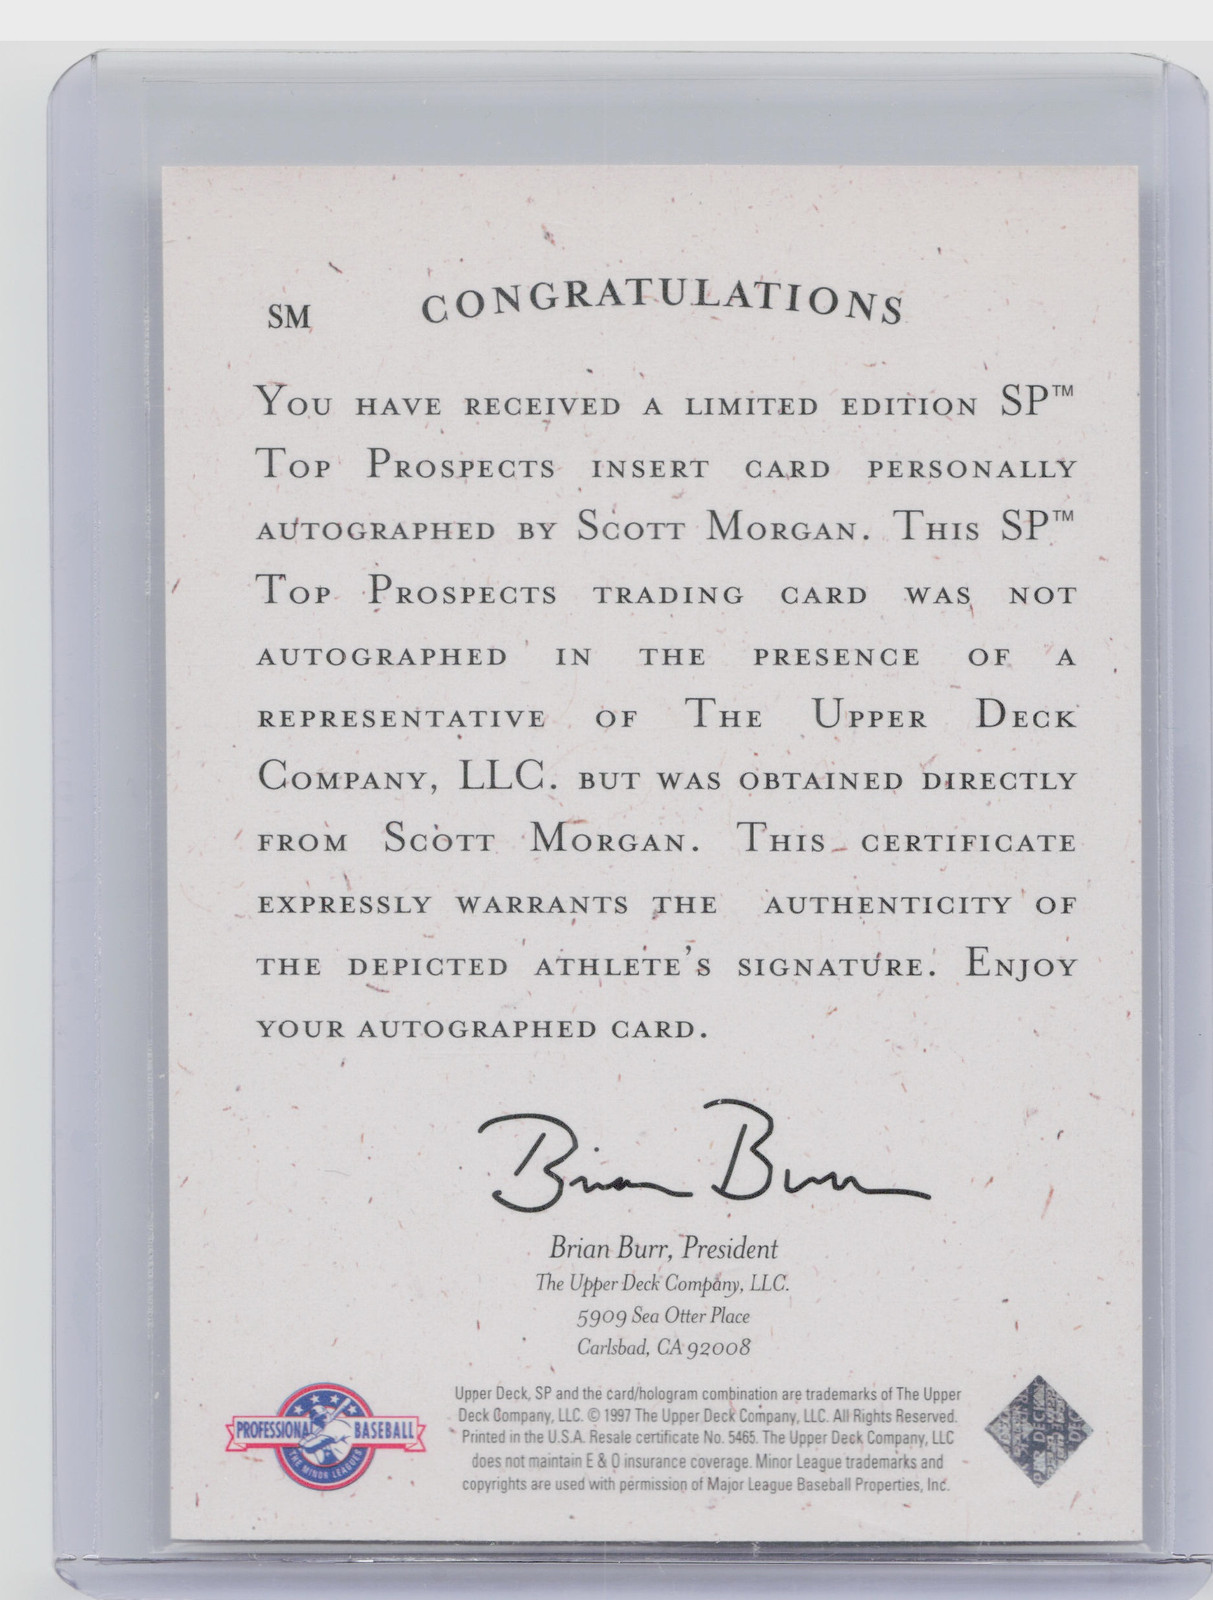 SM CONGRATULATIONS
YOU HAVE RECEIVED A LIMITED EDITION SP™
TOP PROSPECTS INSERT CARD PERSONALLY
AUTOGRAPHED BY SCOTT MORGAN. THIS SP™
TOP PROSPECTS TRADING CARD WAS NOT
AUTOGRAPHED IN THE PRESENCE OF A
REPRESENTATIVE OF THE UPPER DECK
COMPANY, LLC. BUT WAS OBTAINED DIRECTLY
FROM SCOTT MORGAN. THIS CERTIFICATE
EXPRESSLY WARRANTS THE AUTHENTICITY OF
THE DEPICTED ATHLETE'S SIGNATURE. ENJOY
YOUR AUTOGRAPHED CARD.
Brian Burr
Brian Burr, President
The Upper Deck Company, LLC.
5909 Sea Otter Place
Carlsbad, CA 92008
PROFESSIONAL BASEBALL
THE MINOR LEAGUES
Upper Deck, SP and the card/hologram combination are trademarks of The Upper
Deck Company, LLC. © 1997 The Upper Deck Company, LLC. All Rights Reserved.
Printed in the U.S.A. Resale certificate No. 5465. The Upper Deck Company, LLC
does not maintain E & O insurance coverage. Minor League trademarks and
copyrights are used with permission of Major League Baseball Properties, Inc.